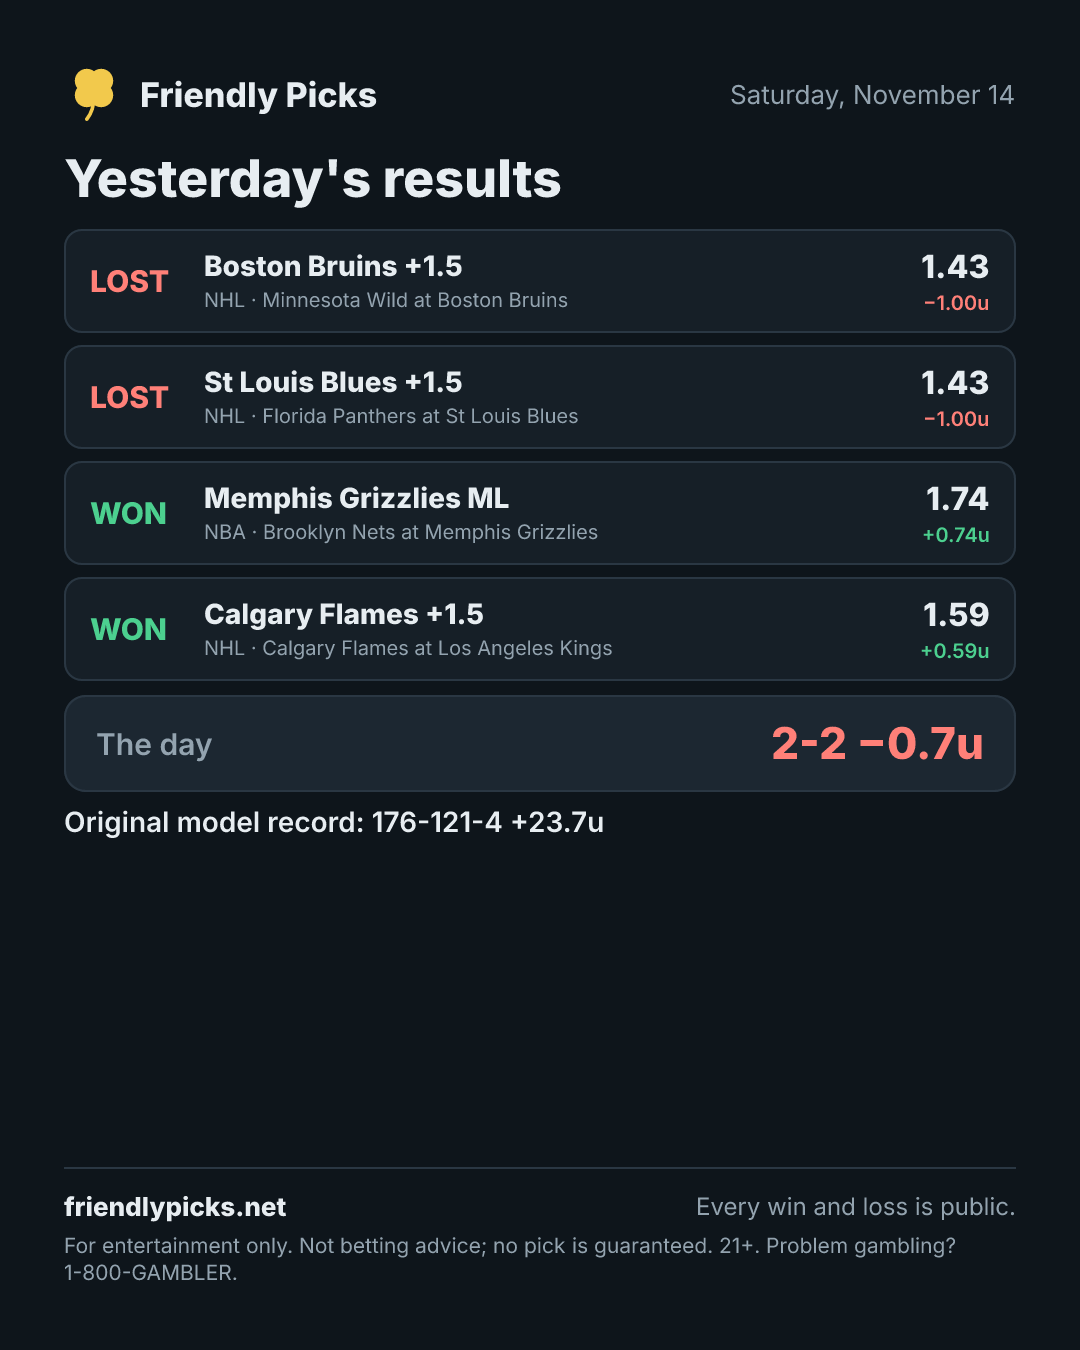 Friendly Picks
Saturday, November 14
Yesterday's results
LOST
Boston Bruins +1.5
NHL · Minnesota Wild at Boston Bruins
1.43
−1.00u
LOST
St Louis Blues +1.5
NHL · Florida Panthers at St Louis Blues
1.43
−1.00u
WON
Memphis Grizzlies ML
NBA · Brooklyn Nets at Memphis Grizzlies
1.74
+0.74u
WON
Calgary Flames +1.5
NHL · Calgary Flames at Los Angeles Kings
1.59
+0.59u
The day
2-2 −0.7u
Original model record: 176-121-4 +23.7u
friendlypicks.net
Every win and loss is public.
For entertainment only. Not betting advice; no pick is guaranteed. 21+. Problem gambling?
1-800-GAMBLER.